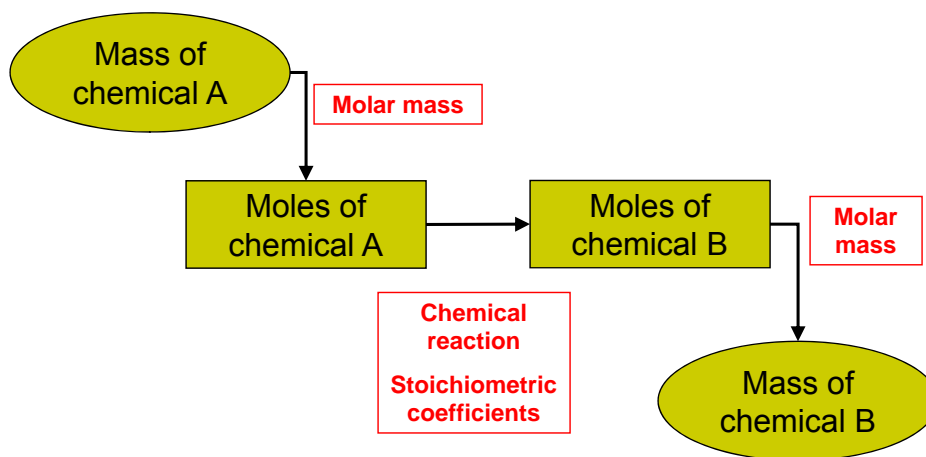 Mass of
chemical A
Molar mass
Moles of
chemical A
Moles of
chemical B
Molar
mass
Chemical
reaction
Stoichiometric
coefficients
Mass of
chemical B